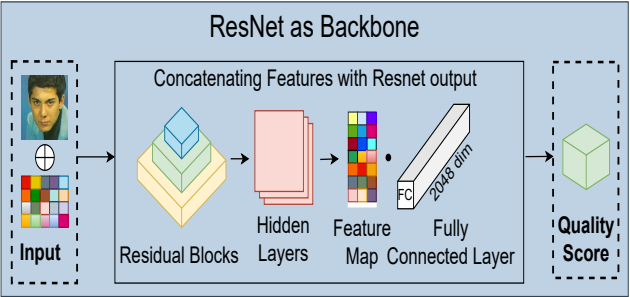 ResNet as Backbone
Concatenating Features with Resnet output
Input
Residual Blocks
Hidden
Layers
Feature
Map
FC
2048 dim
Fully
Connected Layer
Quality
Score